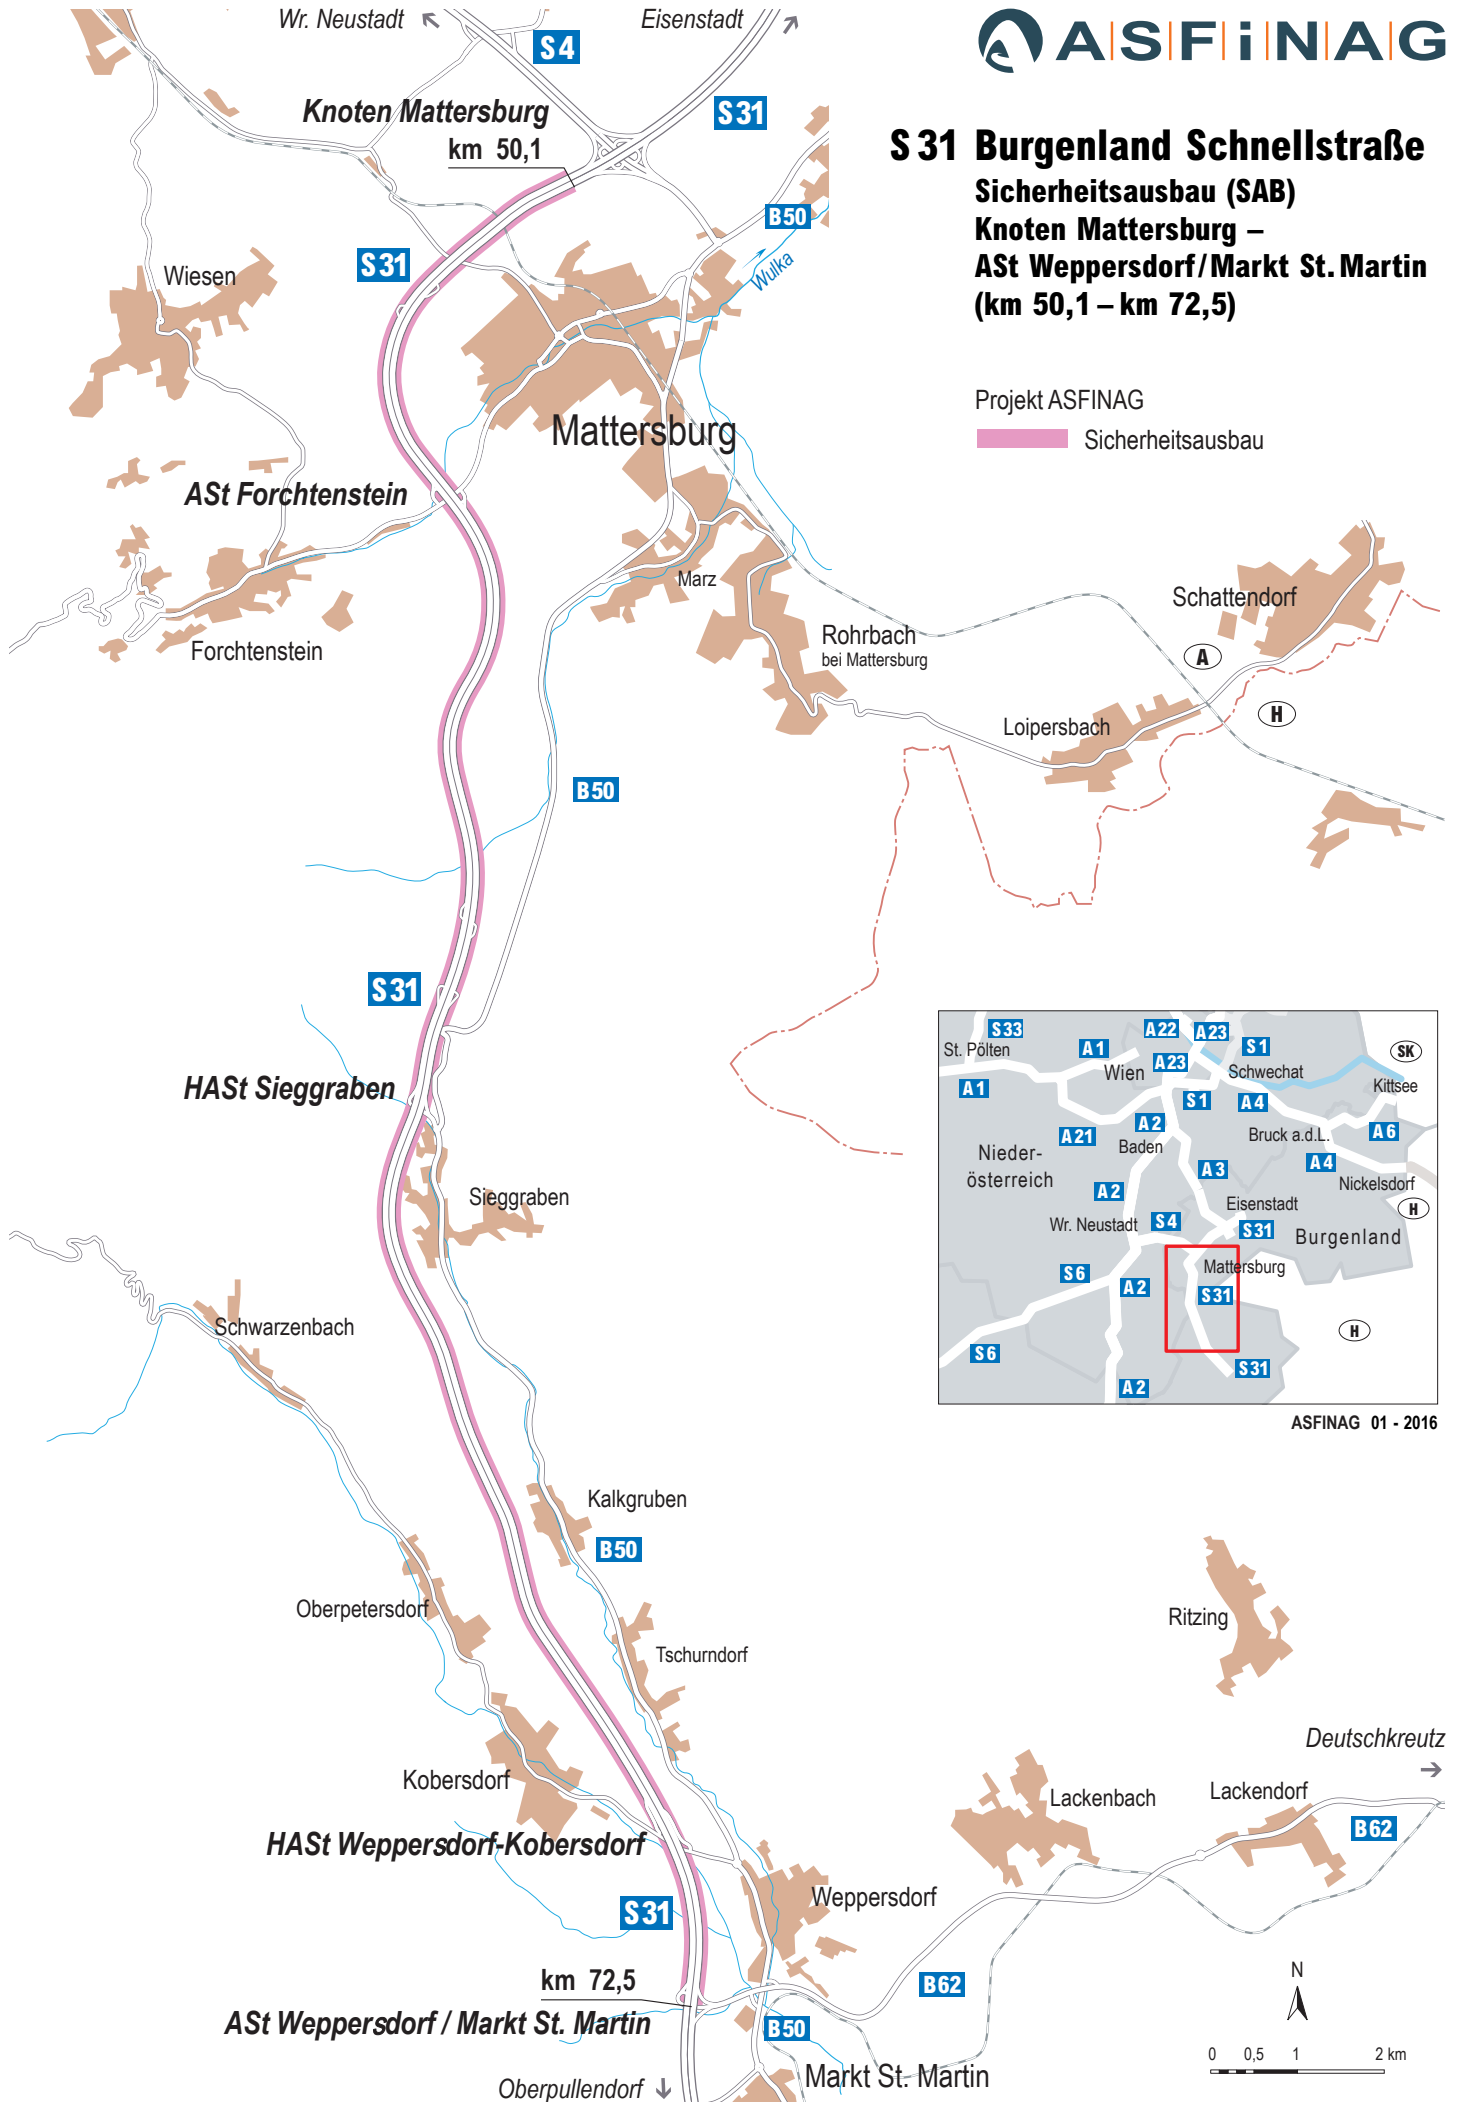 Wr. Neustadt
Eisenstadt
S 4
S 31
Knoten Mattersburg
km 50,1
ASFiNAG
S 31 Burgenland Schnellstraße
Sicherheitsausbau (SAB)
Knoten Mattersburg –
ASt Weppersdorf/Markt St. Martin
(km 50,1 – km 72,5)
Projekt ASFINAG
Sicherheitsausbau
B50
Wulka
S31
Wiesen
Mattersburg
ASt Forchtenstein
Marz
Forchtenstein
Rohrbach
bei Mattersburg
Schattendorf
A
H
Loipersbach
B50
S31
HASt Sieggraben
Sieggraben
Schwarzenbach
S33
A22
A23
S1
St. Pölten
A1
Wien
A23
Schwechat
SK
Kittsee
A1
S1
A4
A21
A2
Baden
Bruck a.d.L.
A6
Nieder-
österreich
A3
A4
Nickelsdorf
A2
Eisenstadt
H
Wr. Neustadt
S4
S31
Burgenland
S6
Mattersburg
A2
S31
H
S6
S31
A2
ASFINAG 01 - 2016
Kalkgruben
B50
Oberpetersdorf
Tschurndorf
Ritzing
Deutschkreutz
Kobersdorf
Lackenbach
Lackendorf
B62
HASt Weppersdorf-Kobersdorf
Weppersdorf
S31
km 72,5
B62
ASt Weppersdorf / Markt St. Martin
B50
N
0 0,5 1 2 km
Markt St. Martin
Oberpullendorf